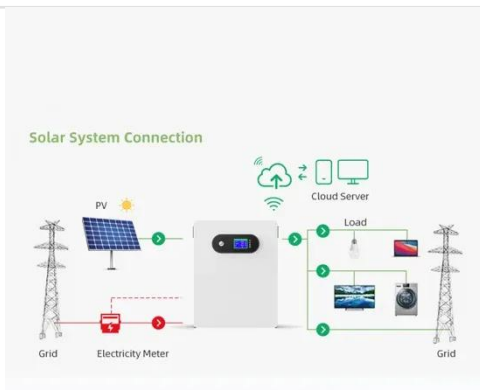 Solar System Connection
Cloud Server
PV
Load
Grid
Electricity Meter
Grid